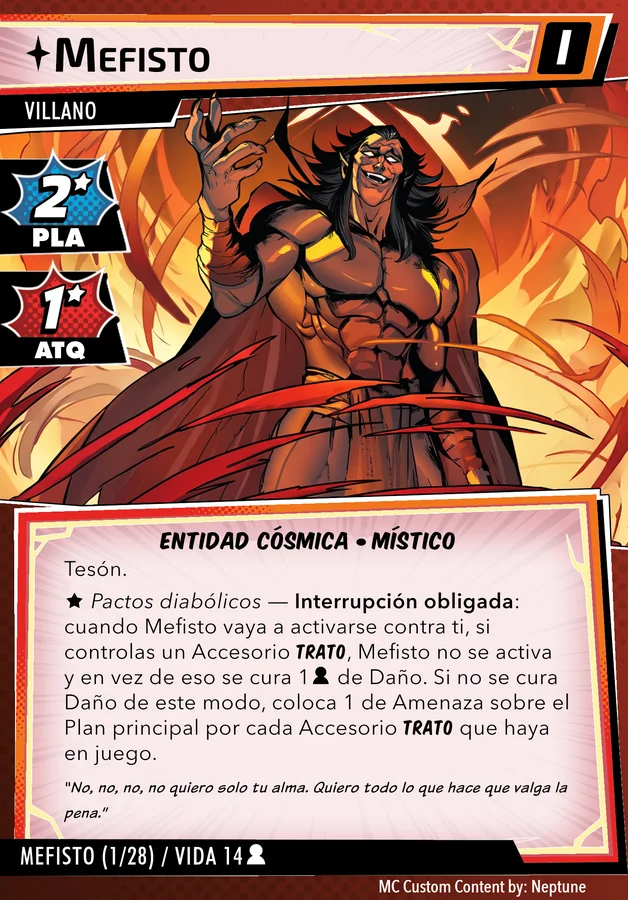 MEFISTO
I
VILLANO
2★
PLA
1★
ATQ
ENTIDAD CÓSMICA • MÍSTICO
Tesón.
★ Pactos diabólicos — Interrupción obligada:
cuando Mefisto vaya a activarse contra ti, si
controlas un Accesorio TRATO, Mefisto no se activa
y en vez de eso se cura 1👤 de Daño. Si no se cura
Daño de este modo, coloca 1 de Amenaza sobre el
Plan principal por cada Accesorio TRATO que haya
en juego.
"No, no, no, no quiero solo tu alma. Quiero todo lo que hace que valga la
pena."
MEFISTO (1/28) / VIDA 14👤
MC Custom Content by: Neptune